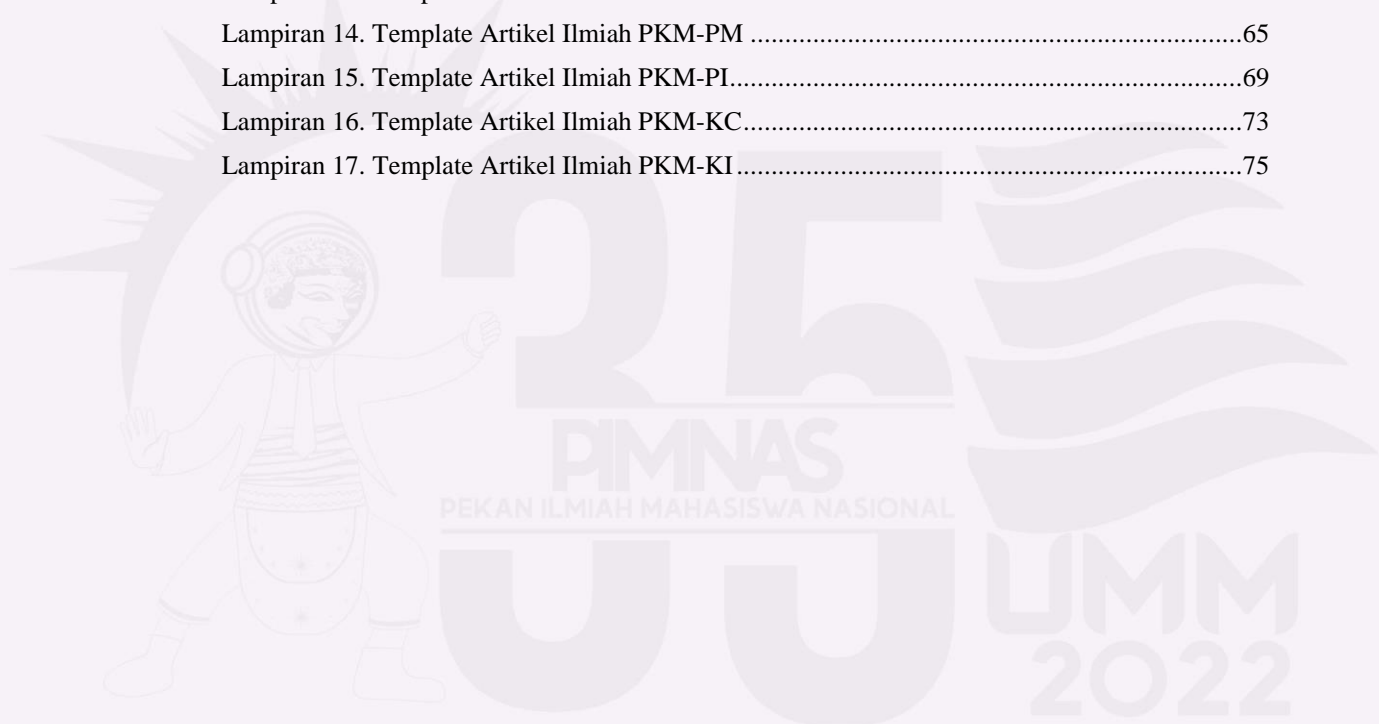 Lampiran 14. Template Artikel Ilmiah PKM-PM ........................................................................65
Lampiran 15. Template Artikel Ilmiah PKM-PI...........................................................................69
Lampiran 16. Template Artikel Ilmiah PKM-KC.........................................................................73
Lampiran 17. Template Artikel Ilmiah PKM-KI..........................................................................75
35
PIMNAS
PEKAN ILMIAH MAHASISWA NASIONAL
UMM
2022